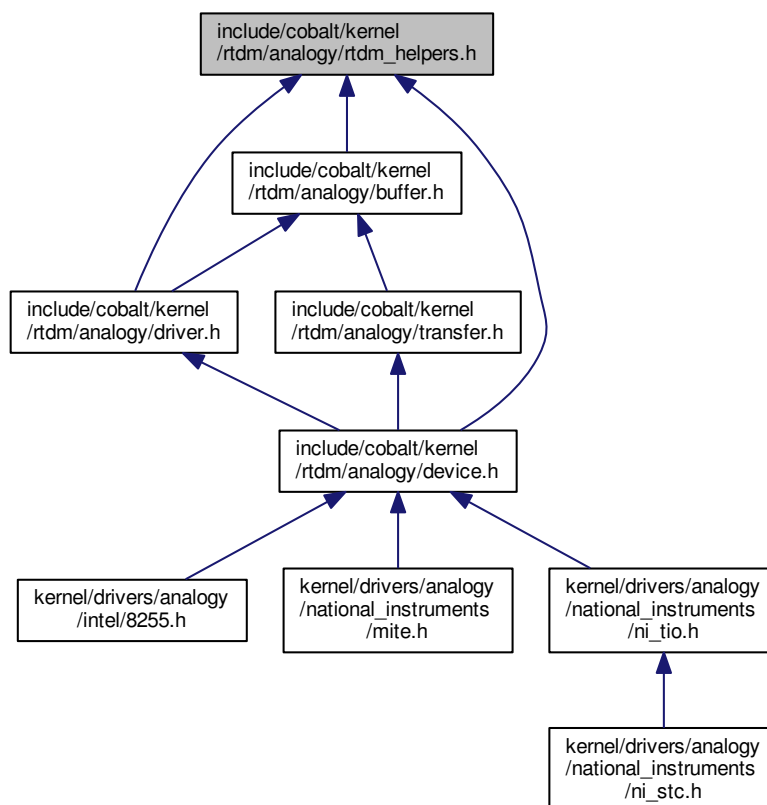 include/cobalt/kernel
/rtdm/analogy/rtdm_helpers.h
include/cobalt/kernel
/rtdm/analogy/buffer.h
include/cobalt/kernel
/rtdm/analogy/driver.h
include/cobalt/kernel
/rtdm/analogy/transfer.h
include/cobalt/kernel
/rtdm/analogy/device.h
kernel/drivers/analogy
/intel/8255.h
kernel/drivers/analogy
/national_instruments
/mite.h
kernel/drivers/analogy
/national_instruments
/ni_tio.h
kernel/drivers/analogy
/national_instruments
/ni_stc.h